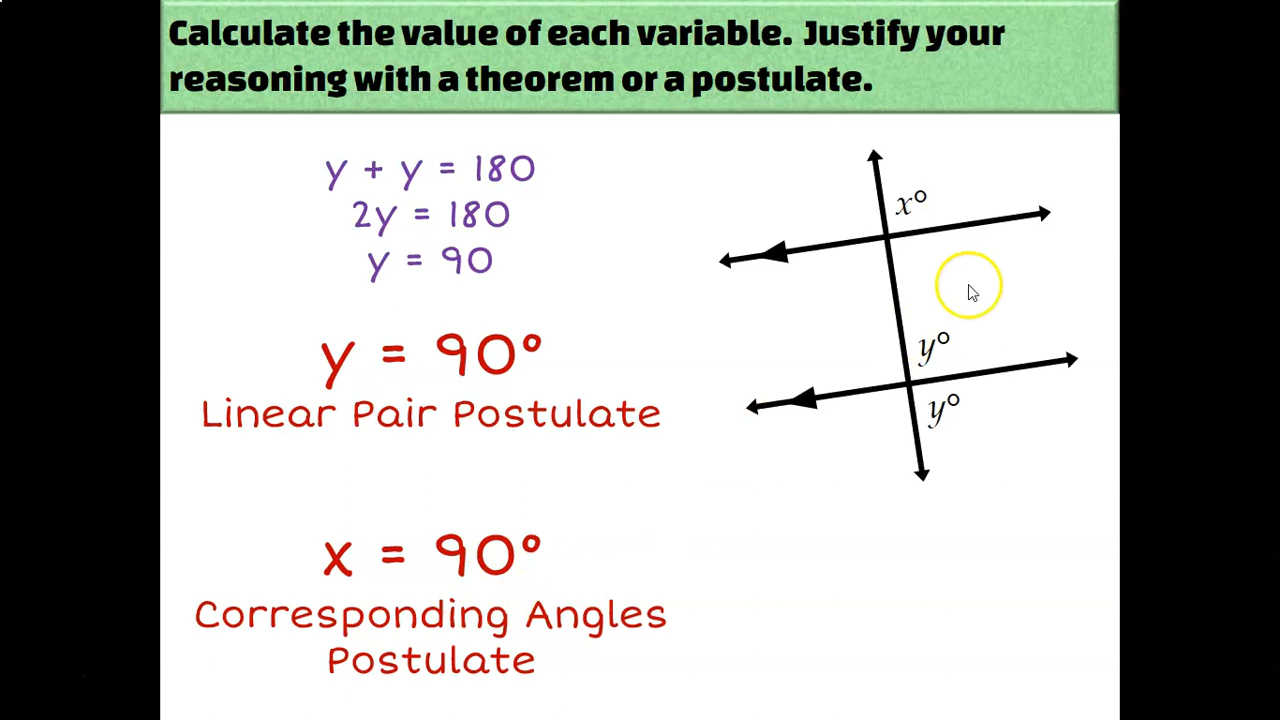 Calculate the value of each variable. Justify your
reasoning with a theorem or a postulate.
y + y = 180
2y = 180
y = 90
y = 90°
Linear Pair Postulate
x = 90°
Corresponding Angles
Postulate
x°
y°
y°